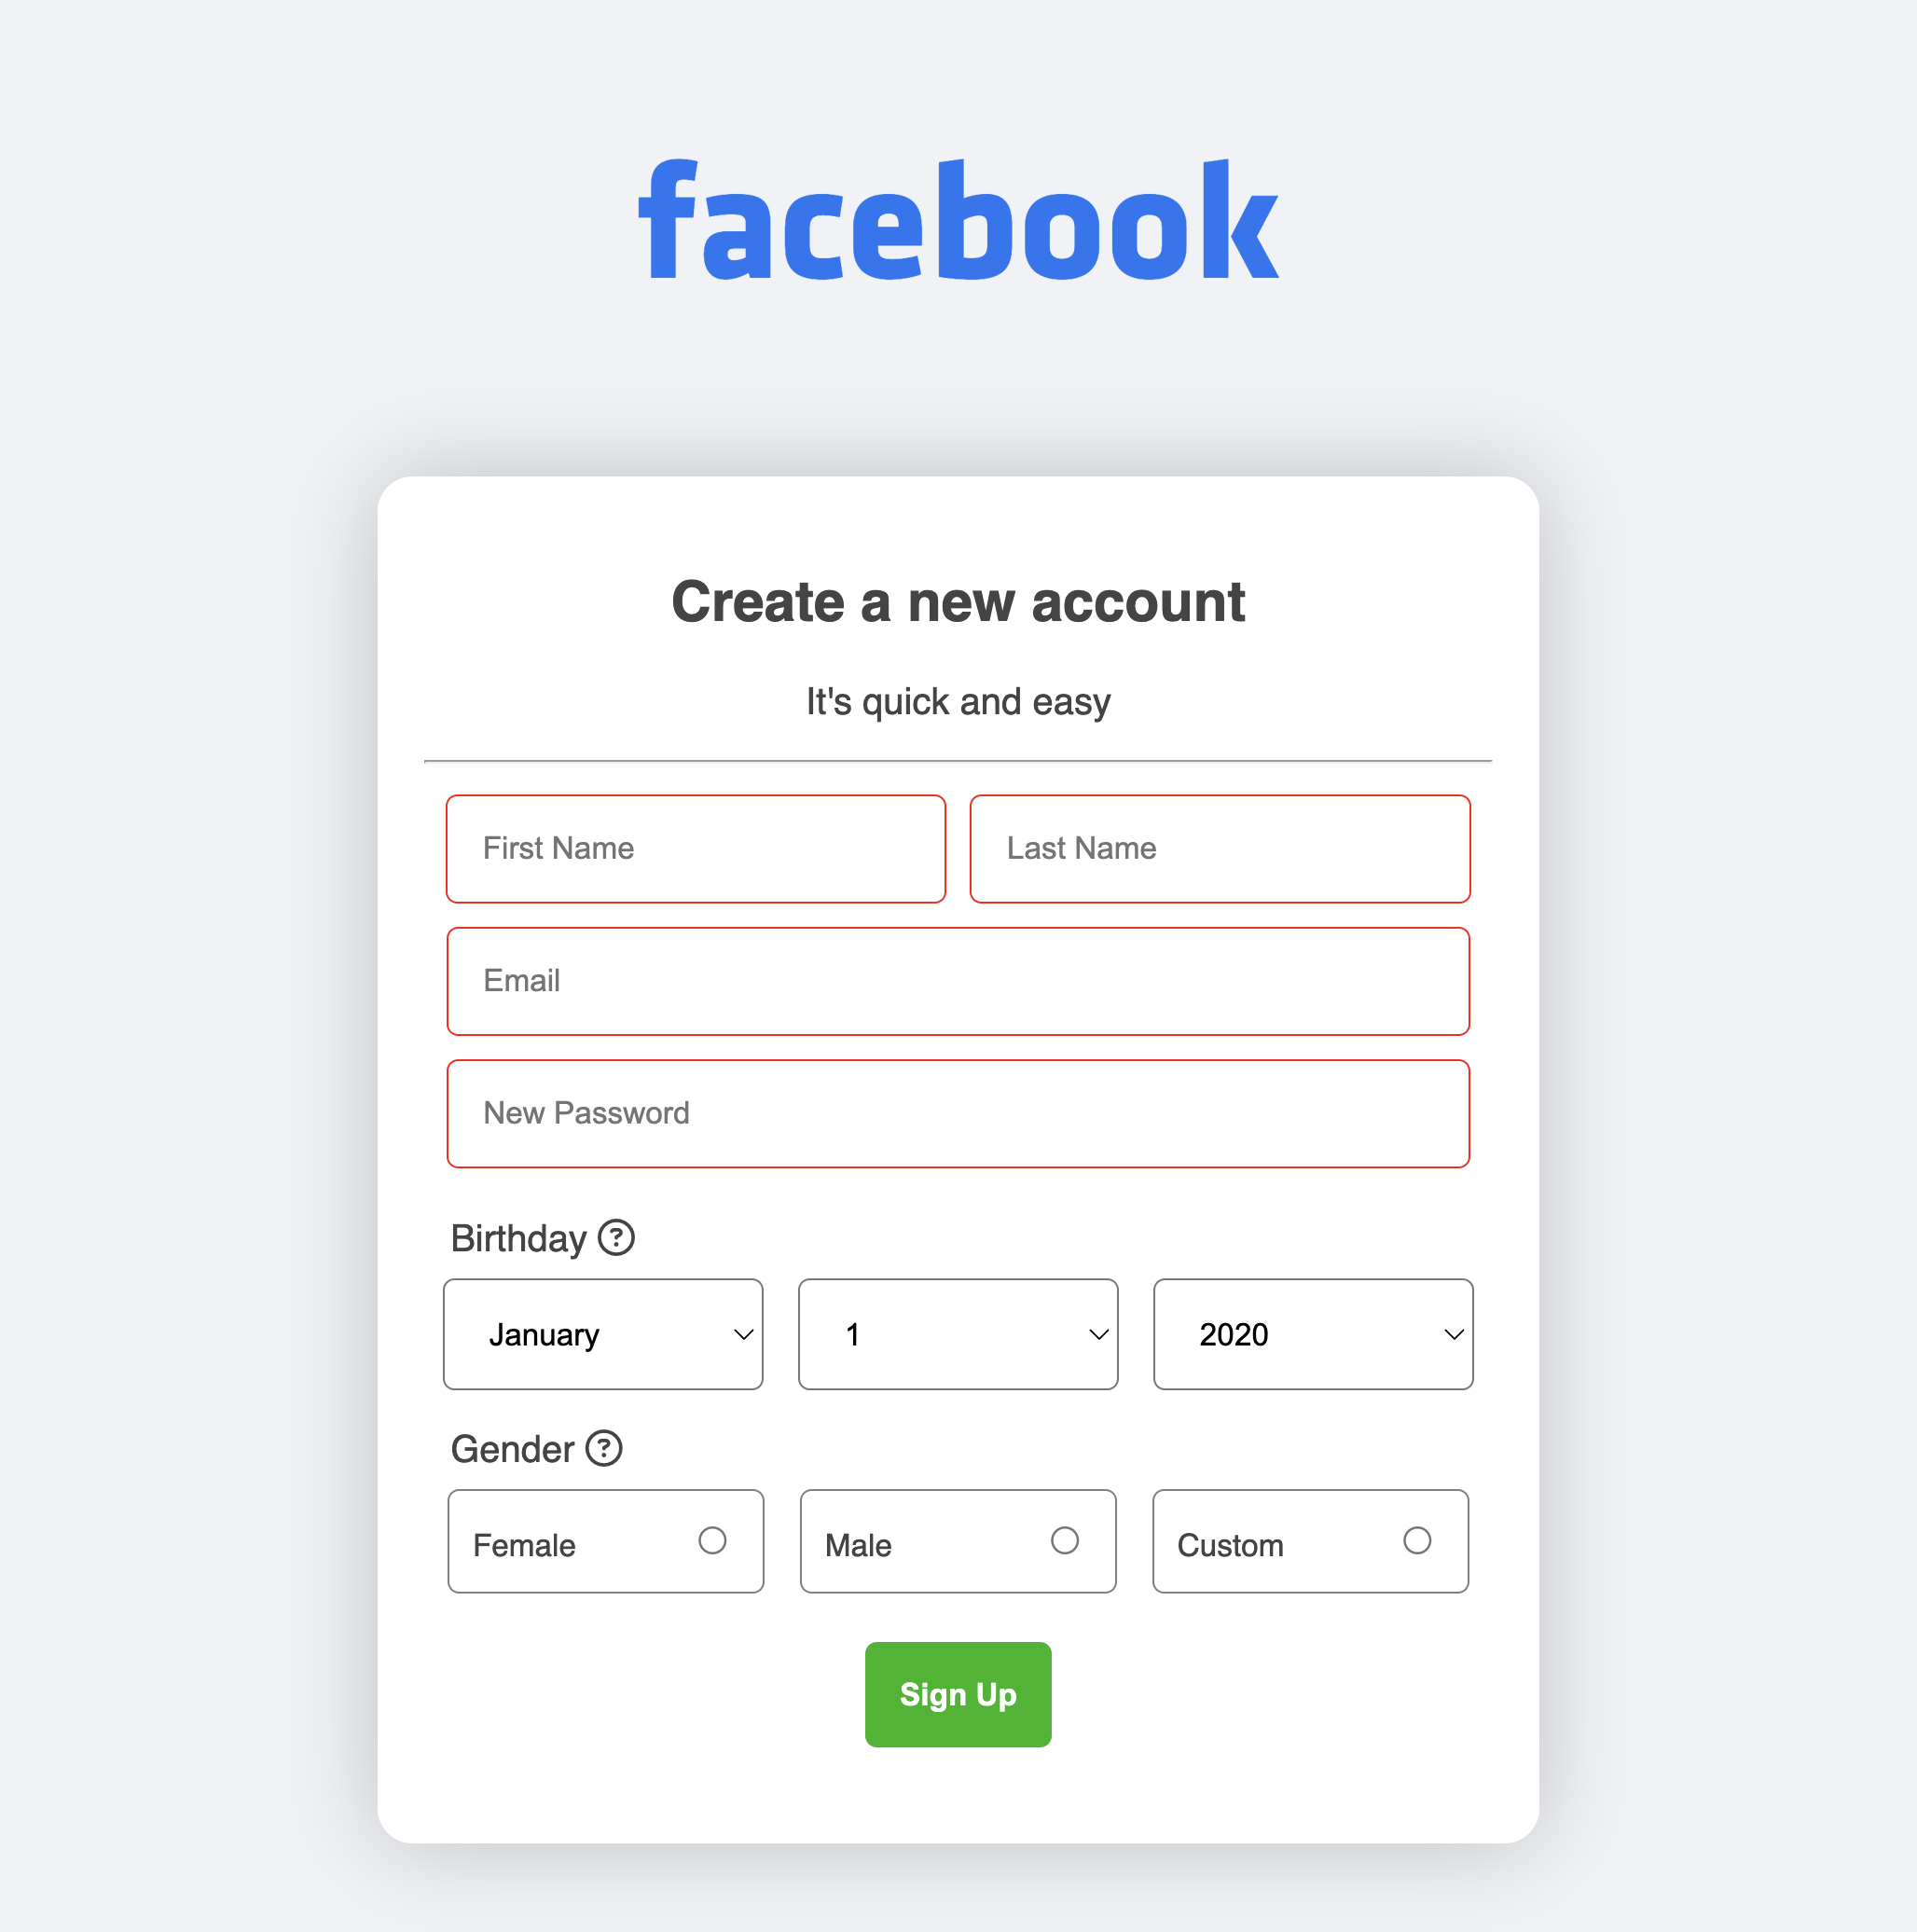 facebook
Create a new account
It's quick and easy
First Name Last Name
Email
New Password
Birthday ?
January 1 2020
Gender ?
Female Male Custom
Sign Up